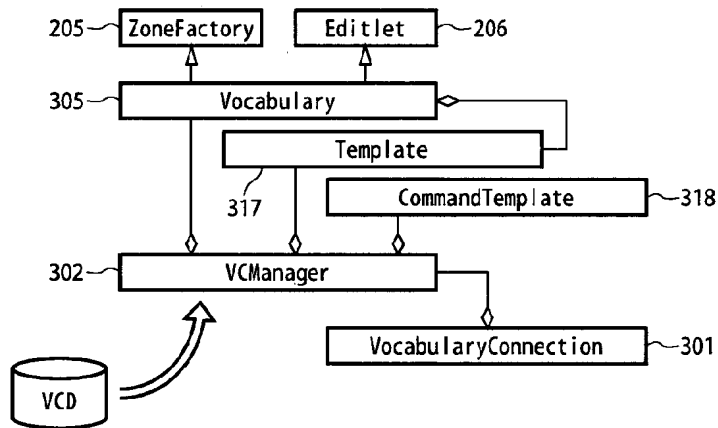 205 ZoneFactory Editlet 206
305 Vocabulary
Template
317 CommandTemplate 318
302 VCManager
VocabularyConnection 301
VCD